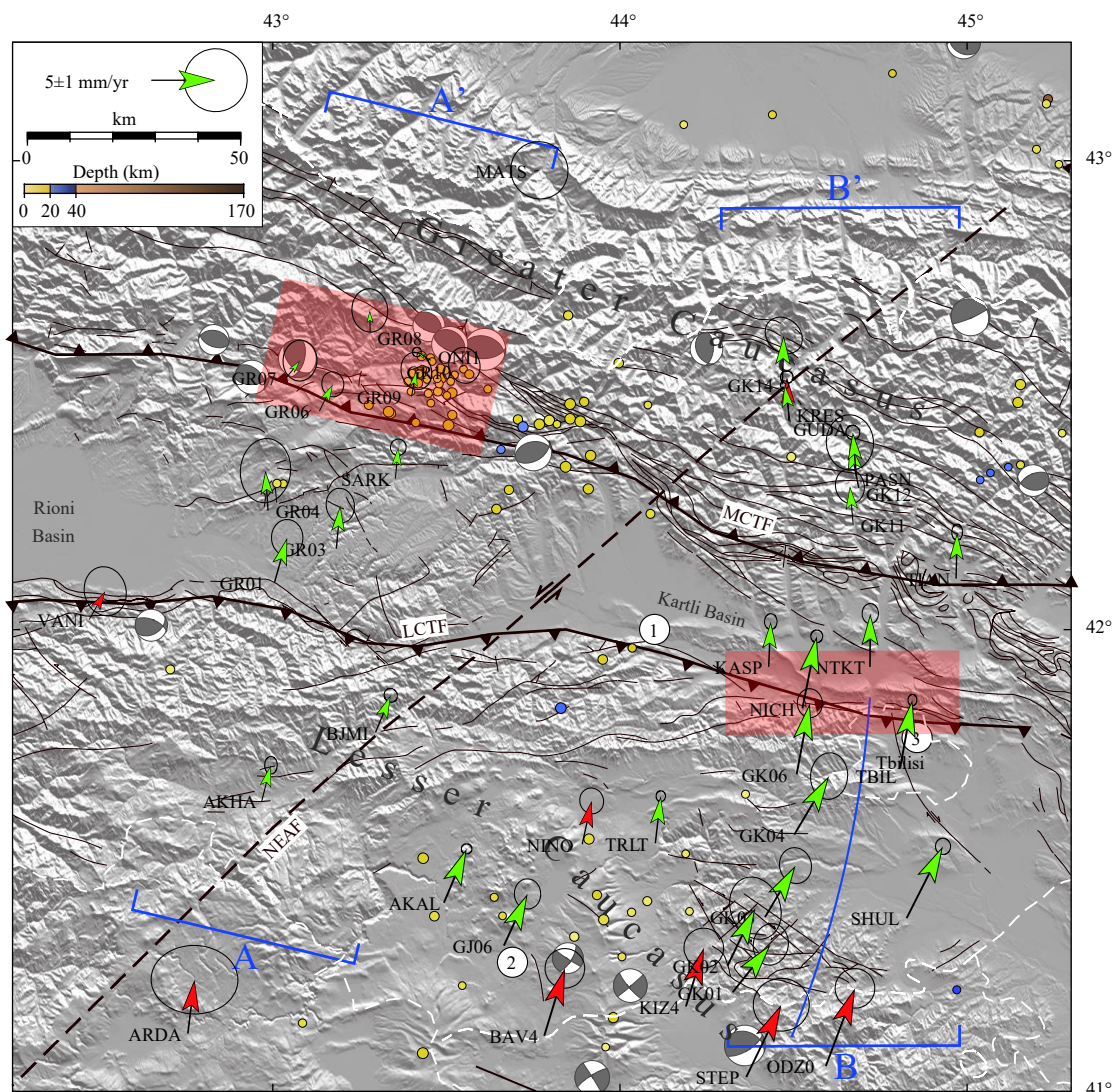 43°
44°
45°
5±1 mm/yr
km
0
50
Depth (km)
0
20
40
170
A'
MATS
43°
B'
Greater Caucasus
GR08
ONI1
GR07
GR10
GR06
GR09
GK14
KRES
GUDA
SARK
PASN
GK12
Rioni
Basin
GR04
GK11
MCTF
GR03
TIAN
GR01
VANI
Kartli Basin
LCTF
1
42°
KASP
NTKT
NICH
BJMI
3
Tbilisi
GK06
TBIL
AKHA
Lesser Caucasus
NEAF
NINO
TRLT
GK04
AKAL
SHUL
GJ06
A
2
GK02
GK01
KIZ4
ARDA
BAV4
STEP
ODZ0
B
41°